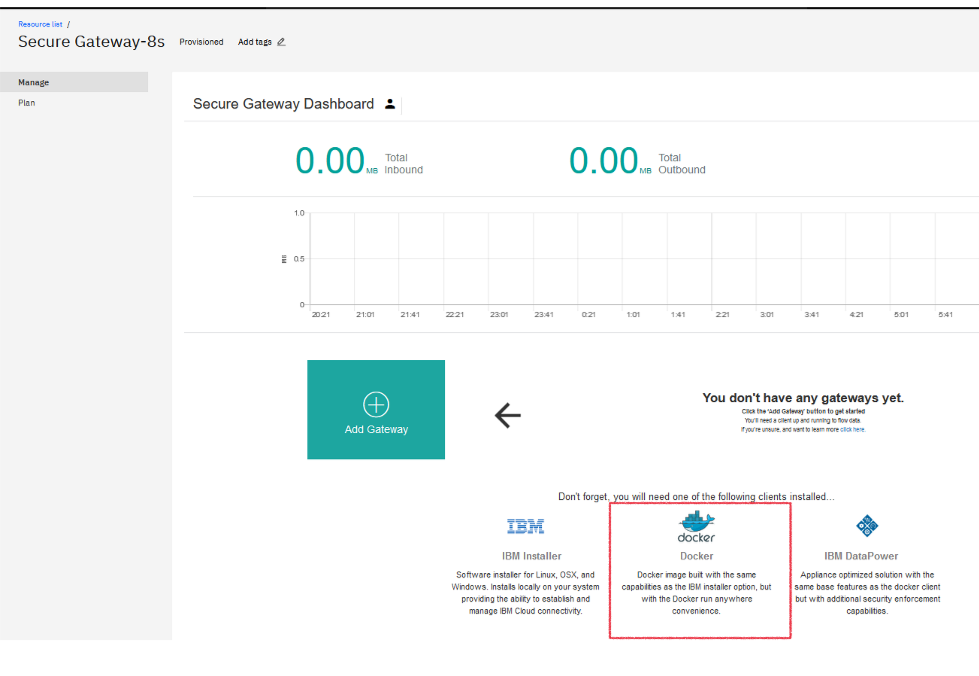 Resource list /
Secure Gateway-8s Provisioned Add tags
Manage
Plan
Secure Gateway Dashboard
0.00 MB Total Inbound
0.00 MB Total Outbound
1.0
0.5
0
20:21 21:01 21:41 22:21 23:01 23:41 0:21 1:01 1:41 2:21 3:01 3:41 4:21 5:01 5:41
Add Gateway
You don't have any gateways yet.
Click the 'Add Gateway' button to get started
You'll need a client up and running to flow data.
If you're unsure, and want to learn more click here.
Don't forget, you will need one of the following clients installed...
IBM
IBM Installer
Software installer for Linux, OSX, and
Windows. Installs locally on your system
providing the ability to establish and
manage IBM Cloud connectivity.
docker
Docker
Docker image built with the same
capabilities as the IBM installer option, but
with the Docker run anywhere
convenience.
IBM DataPower
Appliance optimized solution with the
same base features as the docker client
but with additional security enforcement
capabilities.